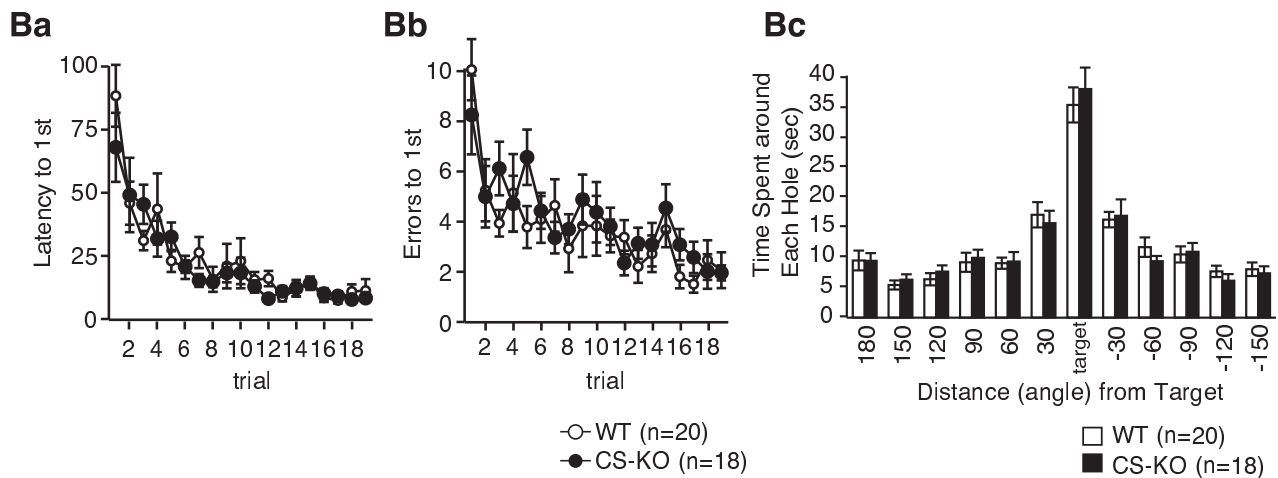 Ba
Latency to 1st
100
75
50
25
0
2 4 6 8 10 12 14 16 18
trial
Bb
Errors to 1st
10
8
6
4
2
0
2 4 6 8 10 12 14 16 18
trial
WT (n=20)
CS-KO (n=18)
Bc
Time Spent around
Each Hole (sec)
40
35
30
25
20
15
10
5
0
180 150 120 90 60 30 target -30 -60 -90 -120 -150
Distance (angle) from Target
WT (n=20)
CS-KO (n=18)